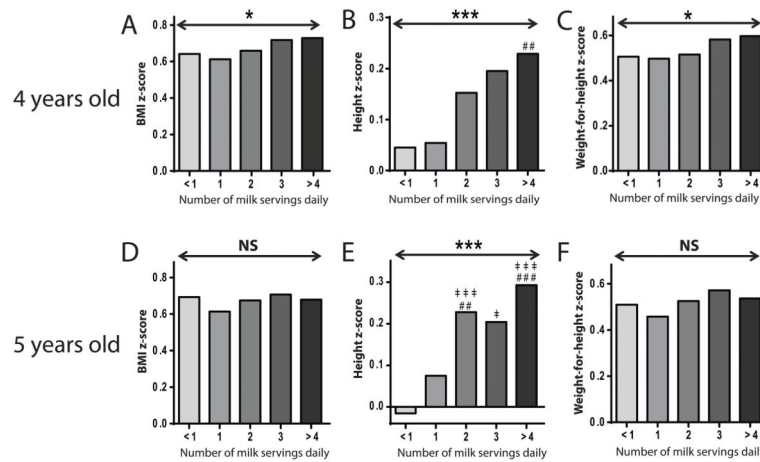 4 years old
A
*
BMI z-score
0.8
0.6
0.4
0.2
0.0
< 1 1 2 3 > 4
Number of milk servings daily
B
***
Height z-score
0.3
0.2
0.1
0.0
##
< 1 1 2 3 > 4
Number of milk servings daily
C
*
Weight-for-height z-score
0.6
0.4
0.2
0.0
< 1 1 2 3 > 4
Number of milk servings daily
5 years old
D
NS
BMI z-score
0.8
0.6
0.4
0.2
0.0
< 1 1 2 3 > 4
Number of milk servings daily
E
***
Height z-score
0.3
0.2
0.1
0.0
‡ ‡ ‡
##
‡
‡ ‡ ‡
###
< 1 1 2 3 > 4
Number of milk servings daily
F
NS
Weight-for-height z-score
0.6
0.4
0.2
0.0
< 1 1 2 3 > 4
Number of milk servings daily